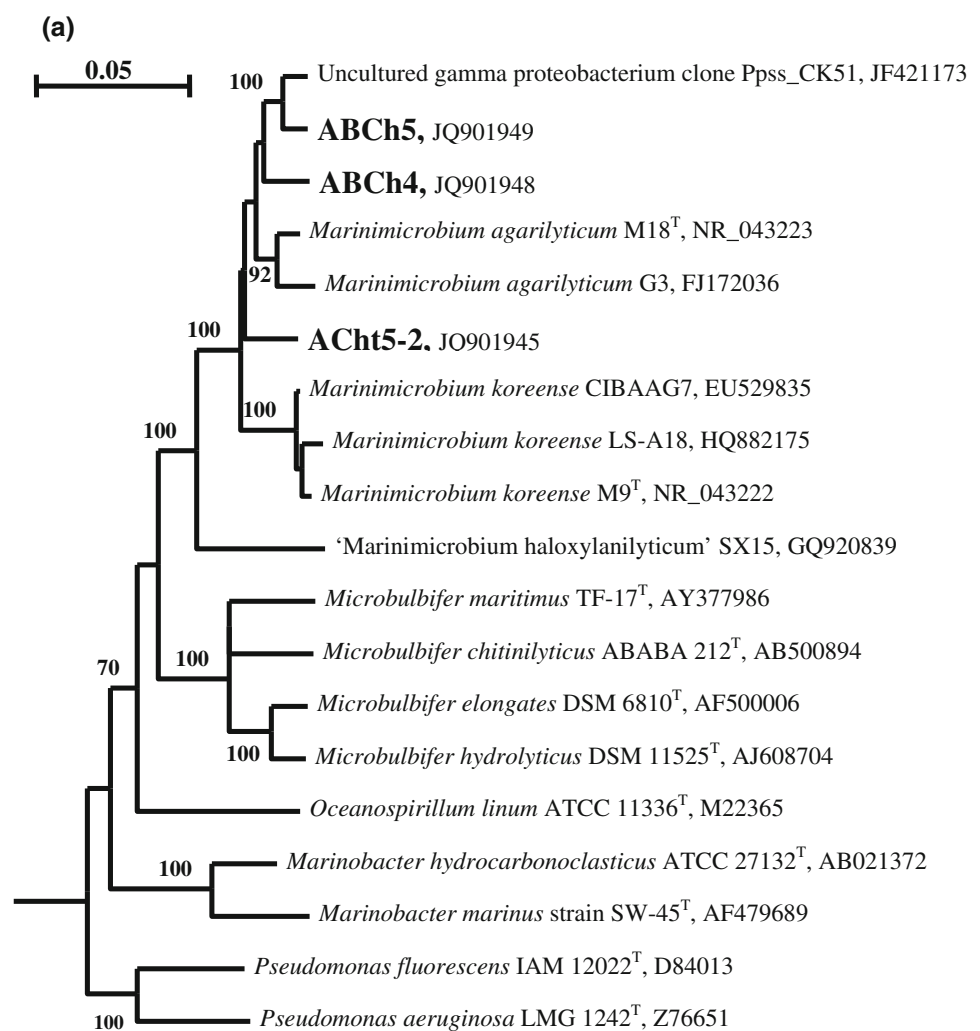 (a)
0.05
100
Uncultured gamma proteobacterium clone Ppss_CK51, JF421173
ABCh5, JQ901949
ABCh4, JQ901948
Marinimicrobium agarilyticum M18T, NR_043223
92
Marinimicrobium agarilyticum G3, FJ172036
100
ACht5-2, JQ901945
Marinimicrobium koreense CIBAAG7, EU529835
100
100
Marinimicrobium koreense LS-A18, HQ882175
Marinimicrobium koreense M9T, NR_043222
‘Marinimicrobium haloxylanilyticum’ SX15, GQ920839
Microbulbifer maritimus TF-17T, AY377986
70
100
Microbulbifer chitinilyticus ABABA 212T, AB500894
Microbulbifer elongates DSM 6810T, AF500006
100
Microbulbifer hydrolyticus DSM 11525T, AJ608704
Oceanospirillum linum ATCC 11336T, M22365
100
Marinobacter hydrocarbonoclasticus ATCC 27132T, AB021372
Marinobacter marinus strain SW-45T, AF479689
Pseudomonas fluorescens IAM 12022T, D84013
100
Pseudomonas aeruginosa LMG 1242T, Z76651